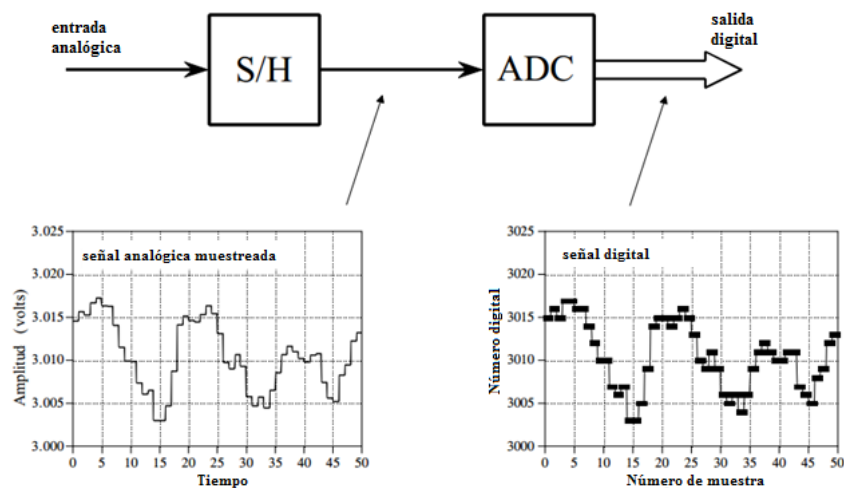 entrada
analógica
S/H
ADC
salida
digital
señal analógica muestreada
3.025
3.020
3.015
3.010
3.005
3.000
Amplitud (volts)
0 5 10 15 20 25 30 35 40 45 50
Tiempo
señal digital
3025
3020
3015
3010
3005
3000
Número digital
0 5 10 15 20 25 30 35 40 45 50
Número de muestra